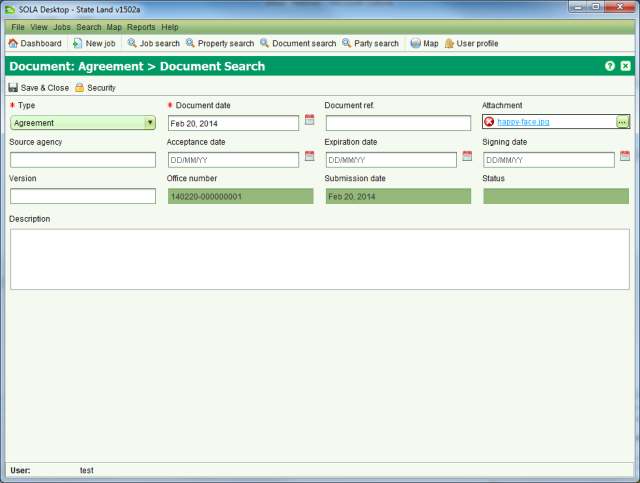 SOLA Desktop - State Land v1502a
File View Jobs Search Map Reports Help
Dashboard New job Job search Property search Document search Party search Map User profile
Document: Agreement > Document Search
Save & Close Security
* Type * Document date Document ref. Attachment
Agreement Feb 20, 2014 happy-face.jpg ...
Source agency Acceptance date Expiration date Signing date
DD/MM/YY DD/MM/YY DD/MM/YY
Version Office number Submission date Status
140220-000000001 Feb 20, 2014
Description
User: test